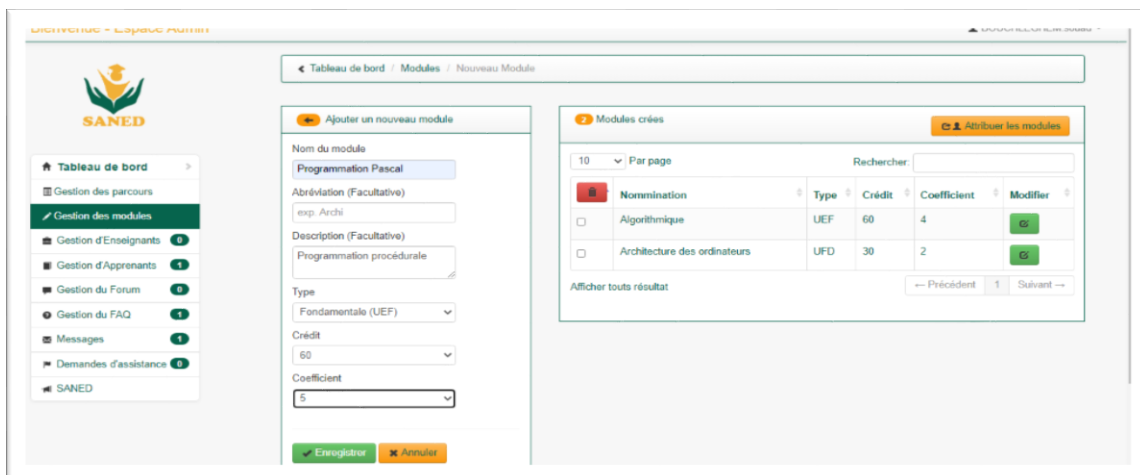 Bienvenue - Espace Admin
SANED
Tableau de bord / Modules / Nouveau Module
Tableau de bord
Gestion des parcours
Gestion des modules
Gestion d'Enseignants 0
Gestion d'Apprenants 1
Gestion du Forum 0
Gestion du FAQ 1
Messages 1
Demandes d'assistance 0
SANED
Ajouter un nouveau module
Nom du module
Programmation Pascal
Abréviation (Facultative)
exp. Archi
Description (Facultative)
Programmation procédurale
Type
Fondamentale (UEF)
Crédit
60
Coefficient
5
Enregistrer Annuler
2 Modules crées
Attribuer les modules
10 Par page Rechercher:
Nommination Type Crédit Coefficient Modifier
Algorithmique UEF 60 4
Architecture des ordinateurs UFD 30 2
Afficher touts résultat
← Précédent 1 Suivant →